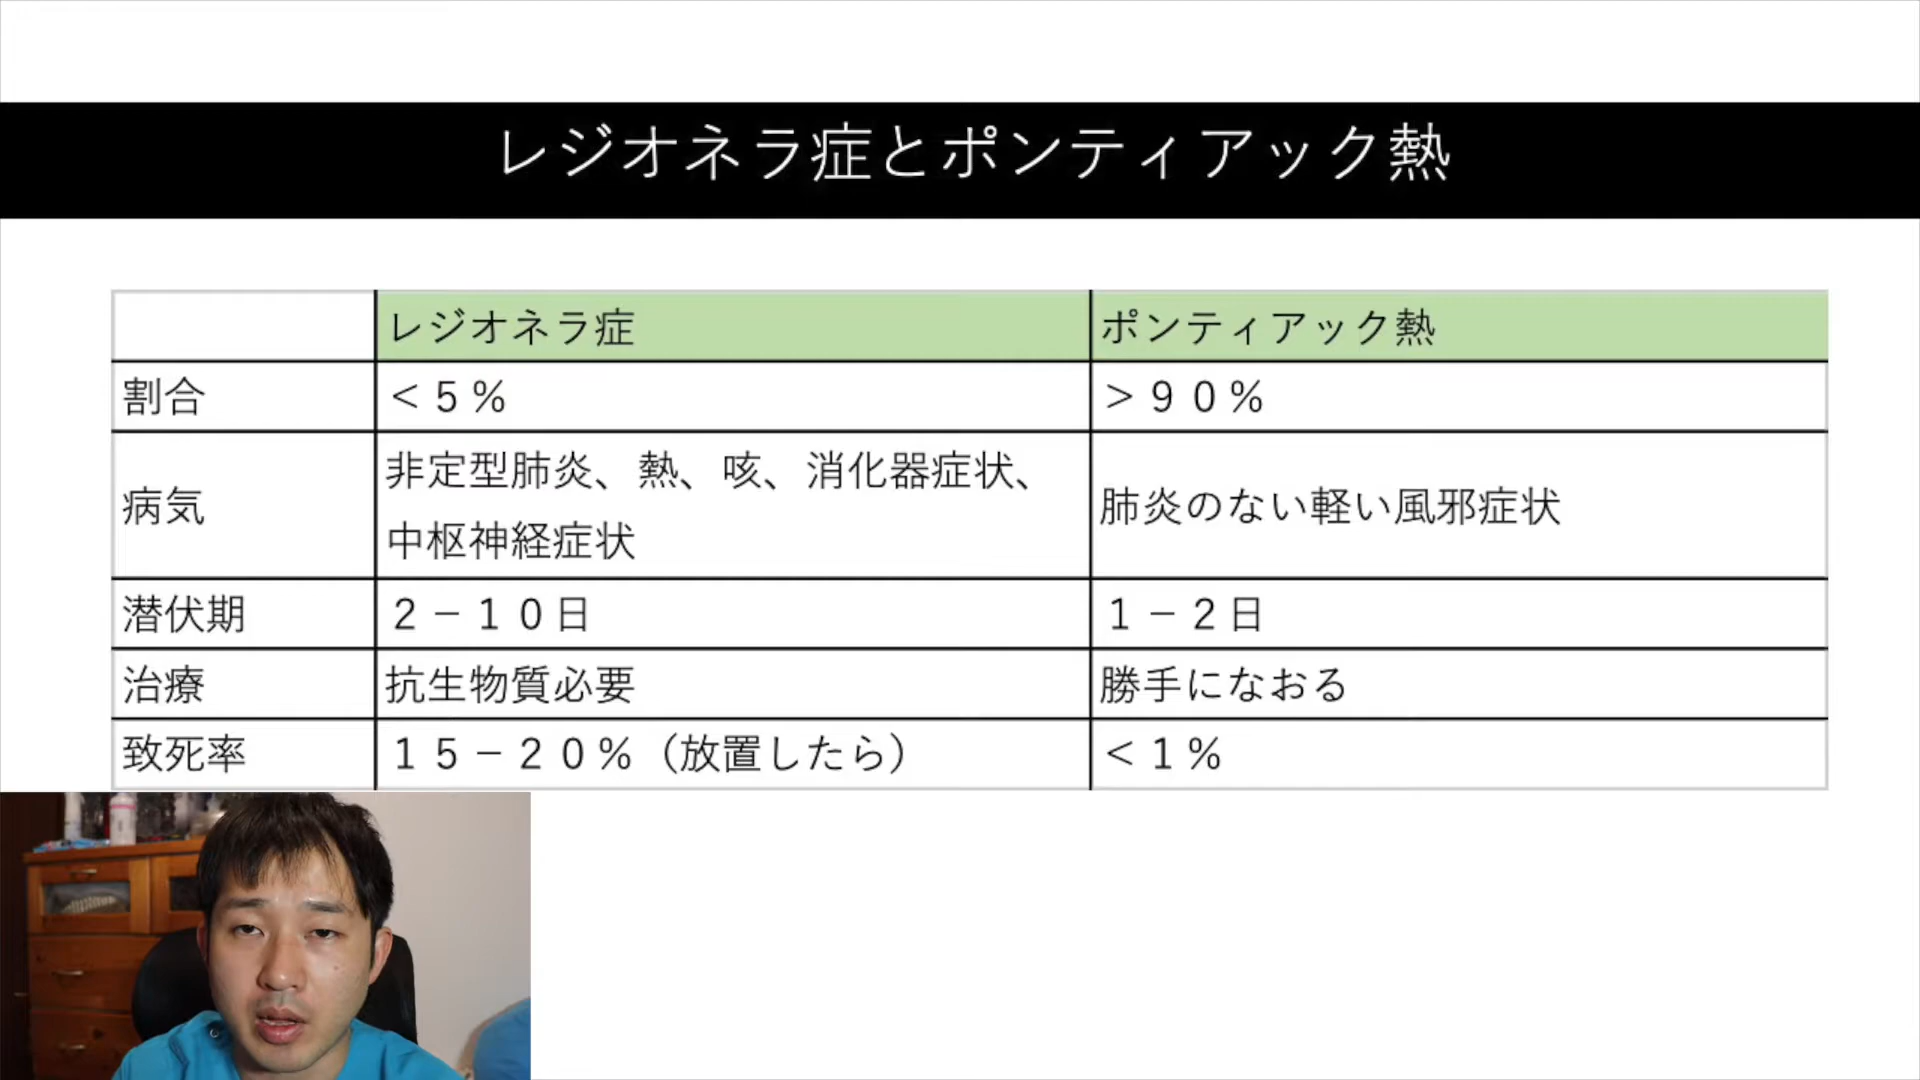 レジオネラ症とポンティアック熱
レジオネラ症 ポンティアック熱
割合 ＜５％ ＞９０％
病気 非定型肺炎、熱、咳、消化器症状、
中枢神経症状 肺炎のない軽い風邪症状
潜伏期 ２－１０日 １－２日
治療 抗生物質必要 勝手になおる
致死率 １５－２０％（放置したら） ＜１％